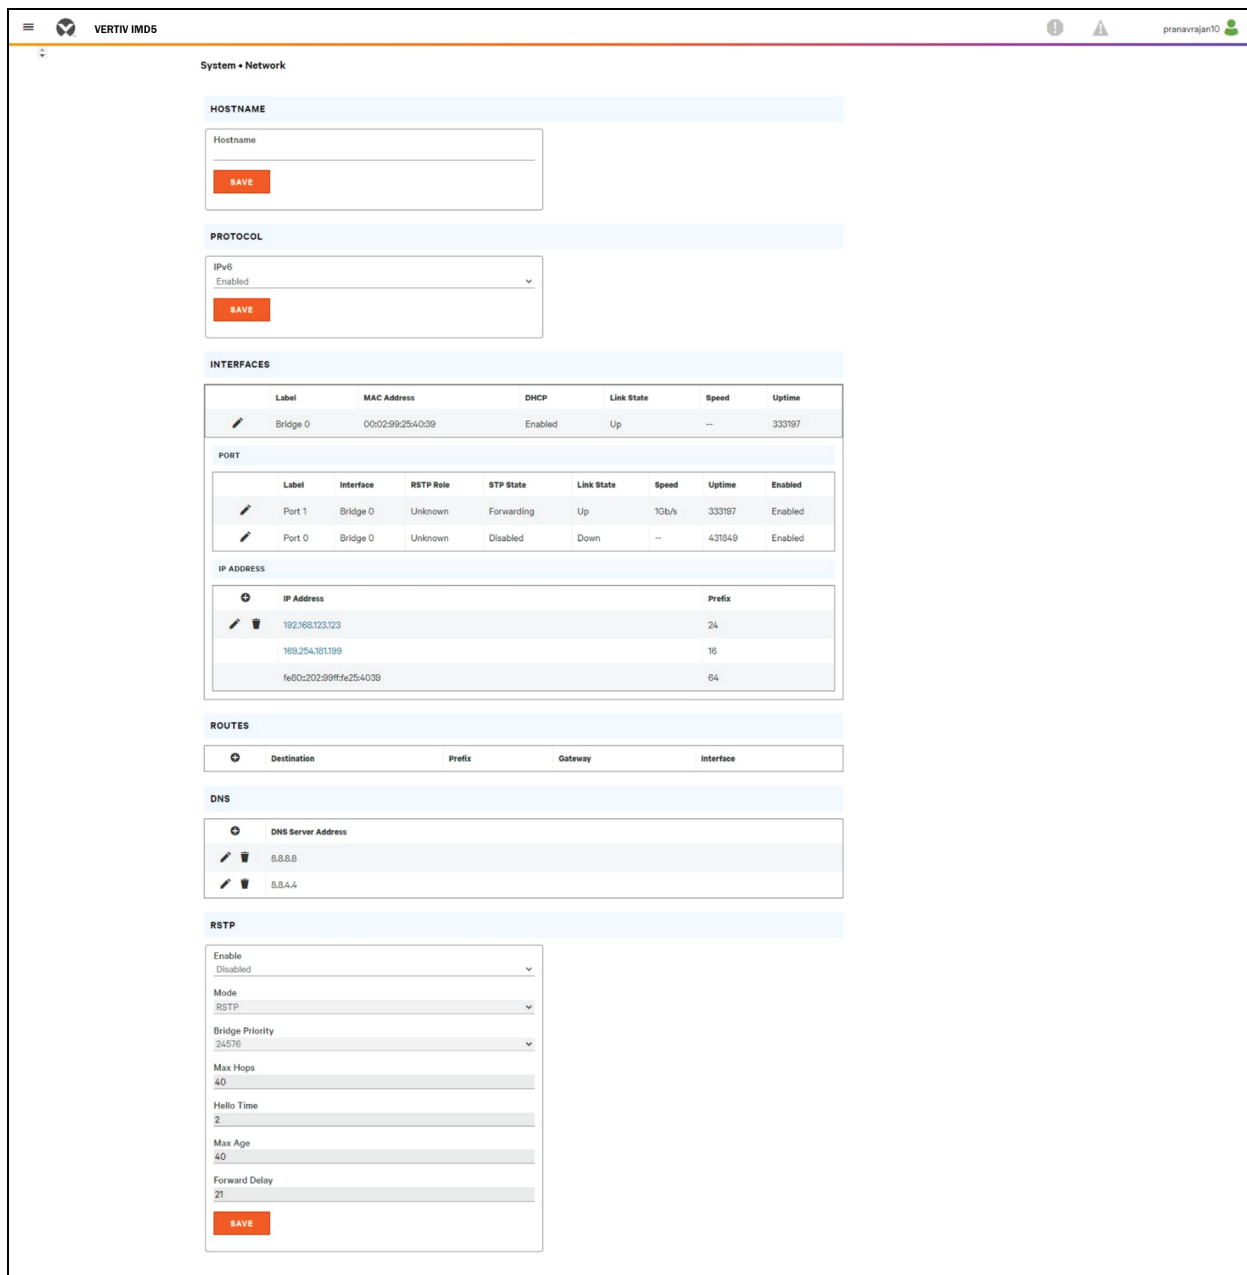 VERTIV IMD5
pranavrajan10
System • Network
HOSTNAME
Hostname
SAVE
PROTOCOL
IPv6
Enabled
SAVE
INTERFACES
Label MAC Address DHCP Link State Speed Uptime
Bridge 0 00:02:99:25:40:39 Enabled Up -- 333197
PORT
Label Interface RSTP Role STP State Link State Speed Uptime Enabled
Port 1 Bridge 0 Unknown Forwarding Up 1Gb/s 333197 Enabled
Port 0 Bridge 0 Unknown Disabled Down -- 431849 Enabled
IP ADDRESS
IP Address Prefix
192.168.123.123 24
169.254.181.199 16
fe80::202:99ff:fe25:4039 64
ROUTES
Destination Prefix Gateway Interface
DNS
DNS Server Address
8.8.8.8
8.8.4.4
RSTP
Enable
Disabled
Mode
RSTP
Bridge Priority
24576
Max Hops
40
Hello Time
2
Max Age
40
Forward Delay
21
SAVE